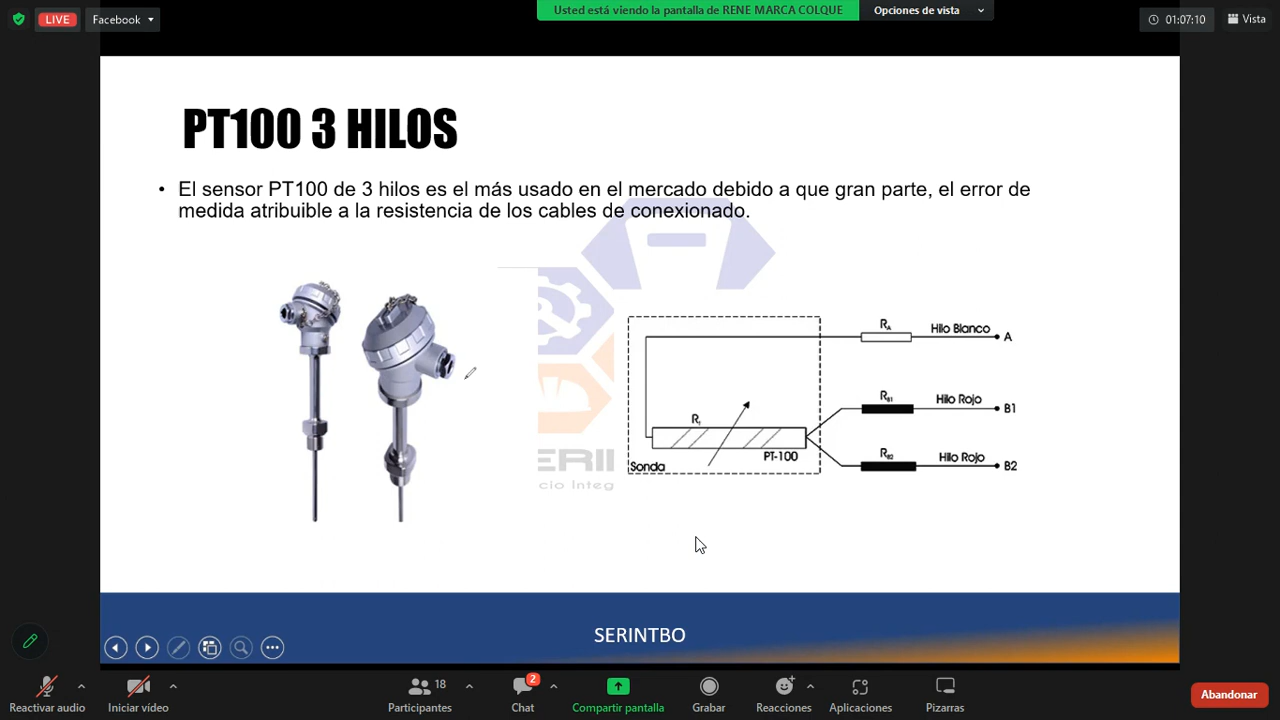 LIVE
Facebook
Usted está viendo la pantalla de RENE MARCA COLQUE
Opciones de vista
01:07:10
Vista
PT100 3 HILOS
• El sensor PT100 de 3 hilos es el más usado en el mercado debido a que gran parte, el error de
medida atribuible a la resistencia de los cables de conexionado.
RA
Hilo Blanco
A
RB1
Hilo Rojo
B1
R1
PT-100
Sonda
RB2
Hilo Rojo
B2
ERII
cio Integ
SERINTBO
Reactivar audio
Iniciar vídeo
18
Participantes
2
Chat
Compartir pantalla
Grabar
Reacciones
Aplicaciones
Pizarras
Abandonar